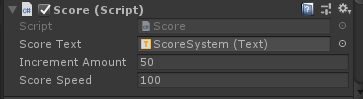 Score (Script)
Script Score
Score Text ScoreSystem (Text)
Increment Amount 50
Score Speed 100